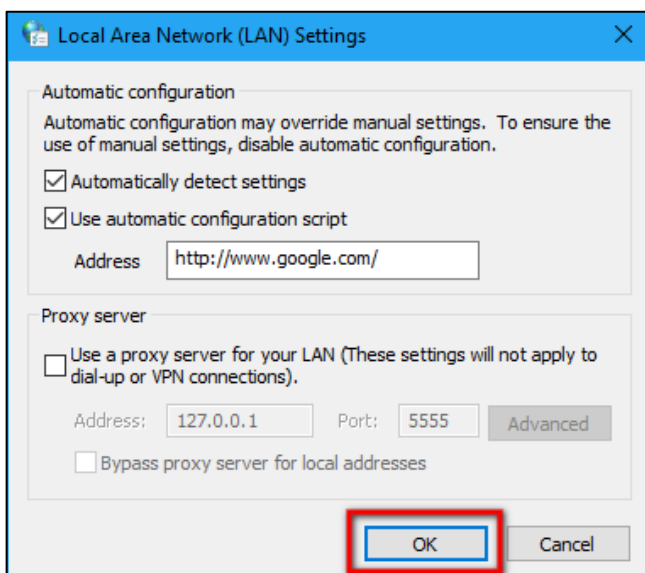 Local Area Network (LAN) Settings
Automatic configuration
Automatic configuration may override manual settings. To ensure the
use of manual settings, disable automatic configuration.
Automatically detect settings
Use automatic configuration script
Address http://www.google.com/
Proxy server
Use a proxy server for your LAN (These settings will not apply to
dial-up or VPN connections).
Address: 127.0.0.1 Port: 5555 Advanced
Bypass proxy server for local addresses
OK Cancel